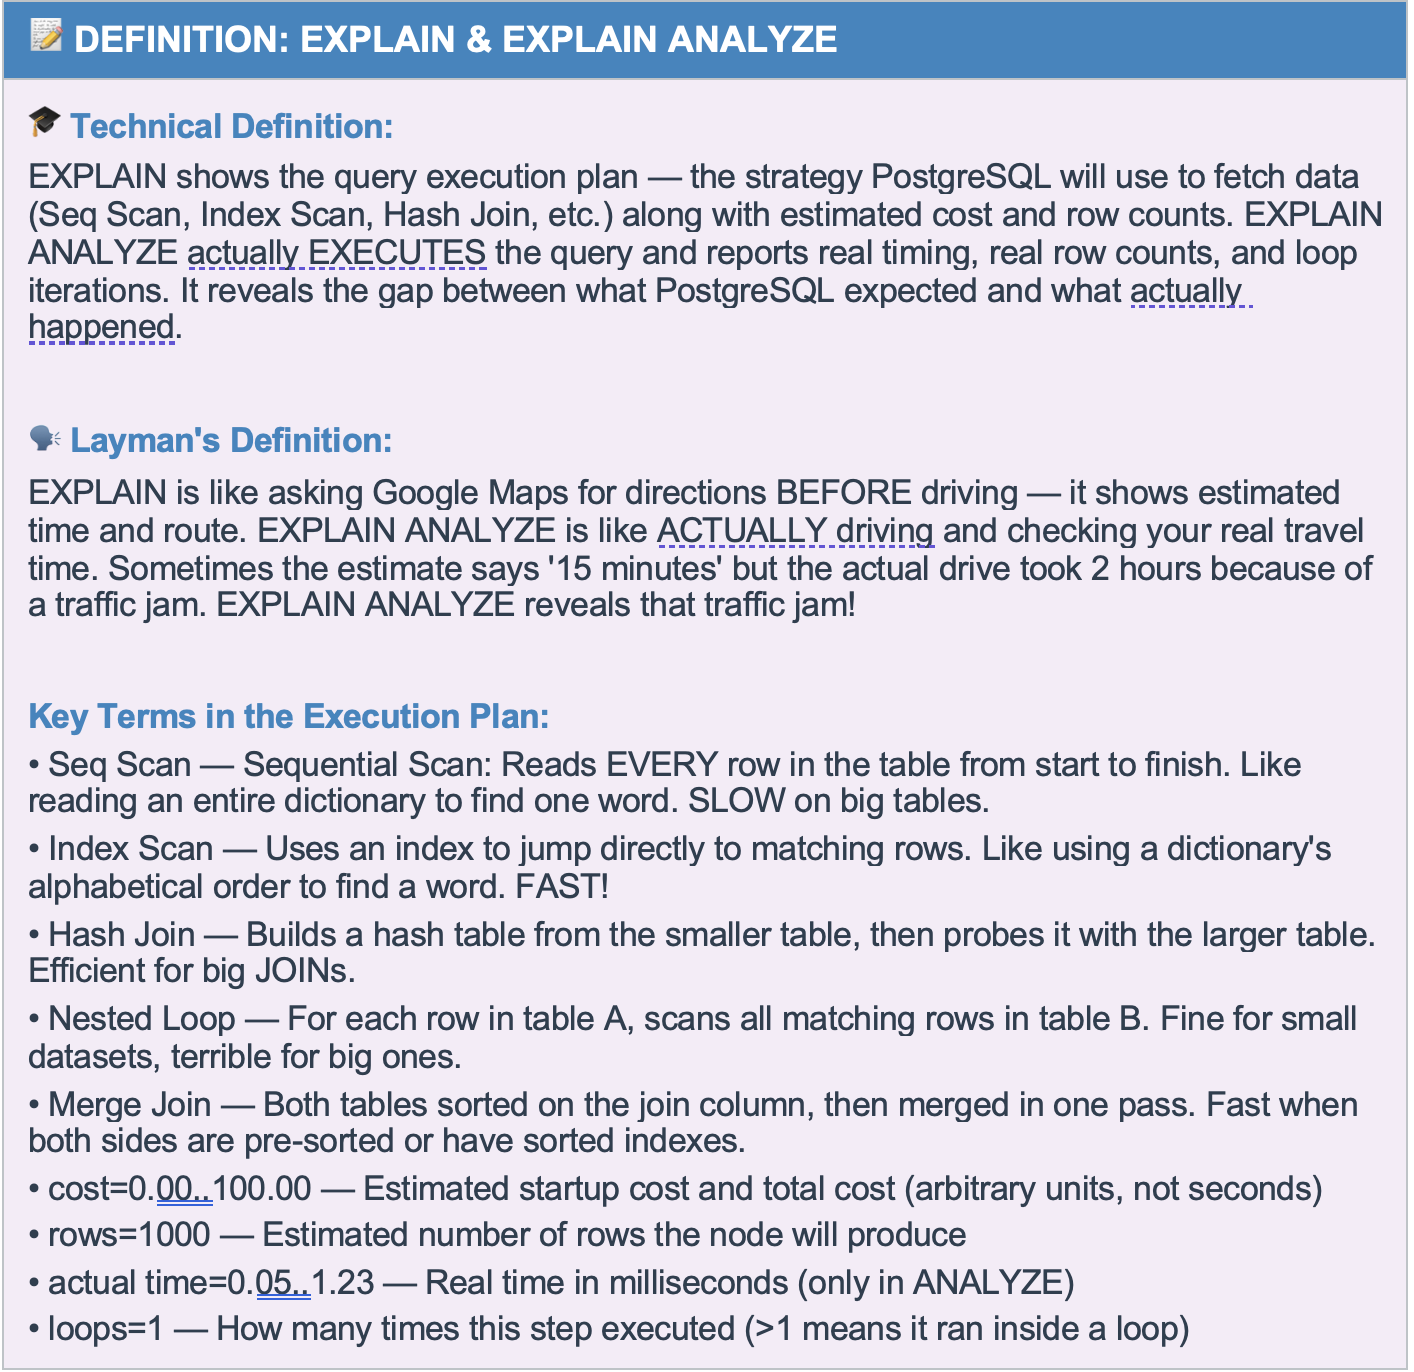 📝 DEFINITION: EXPLAIN & EXPLAIN ANALYZE
🎓 Technical Definition:
EXPLAIN shows the query execution plan — the strategy PostgreSQL will use to fetch data
(Seq Scan, Index Scan, Hash Join, etc.) along with estimated cost and row counts. EXPLAIN
ANALYZE actually EXECUTES the query and reports real timing, real row counts, and loop
iterations. It reveals the gap between what PostgreSQL expected and what actually
happened.
🗣️ Layman's Definition:
EXPLAIN is like asking Google Maps for directions BEFORE driving — it shows estimated
time and route. EXPLAIN ANALYZE is like ACTUALLY driving and checking your real travel
time. Sometimes the estimate says '15 minutes' but the actual drive took 2 hours because of
a traffic jam. EXPLAIN ANALYZE reveals that traffic jam!
Key Terms in the Execution Plan:
• Seq Scan — Sequential Scan: Reads EVERY row in the table from start to finish. Like
reading an entire dictionary to find one word. SLOW on big tables.
• Index Scan — Uses an index to jump directly to matching rows. Like using a dictionary's
alphabetical order to find a word. FAST!
• Hash Join — Builds a hash table from the smaller table, then probes it with the larger table.
Efficient for big JOINs.
• Nested Loop — For each row in table A, scans all matching rows in table B. Fine for small
datasets, terrible for big ones.
• Merge Join — Both tables sorted on the join column, then merged in one pass. Fast when
both sides are pre-sorted or have sorted indexes.
• cost=0.00..100.00 — Estimated startup cost and total cost (arbitrary units, not seconds)
• rows=1000 — Estimated number of rows the node will produce
• actual time=0.05..1.23 — Real time in milliseconds (only in ANALYZE)
• loops=1 — How many times this step executed (>1 means it ran inside a loop)